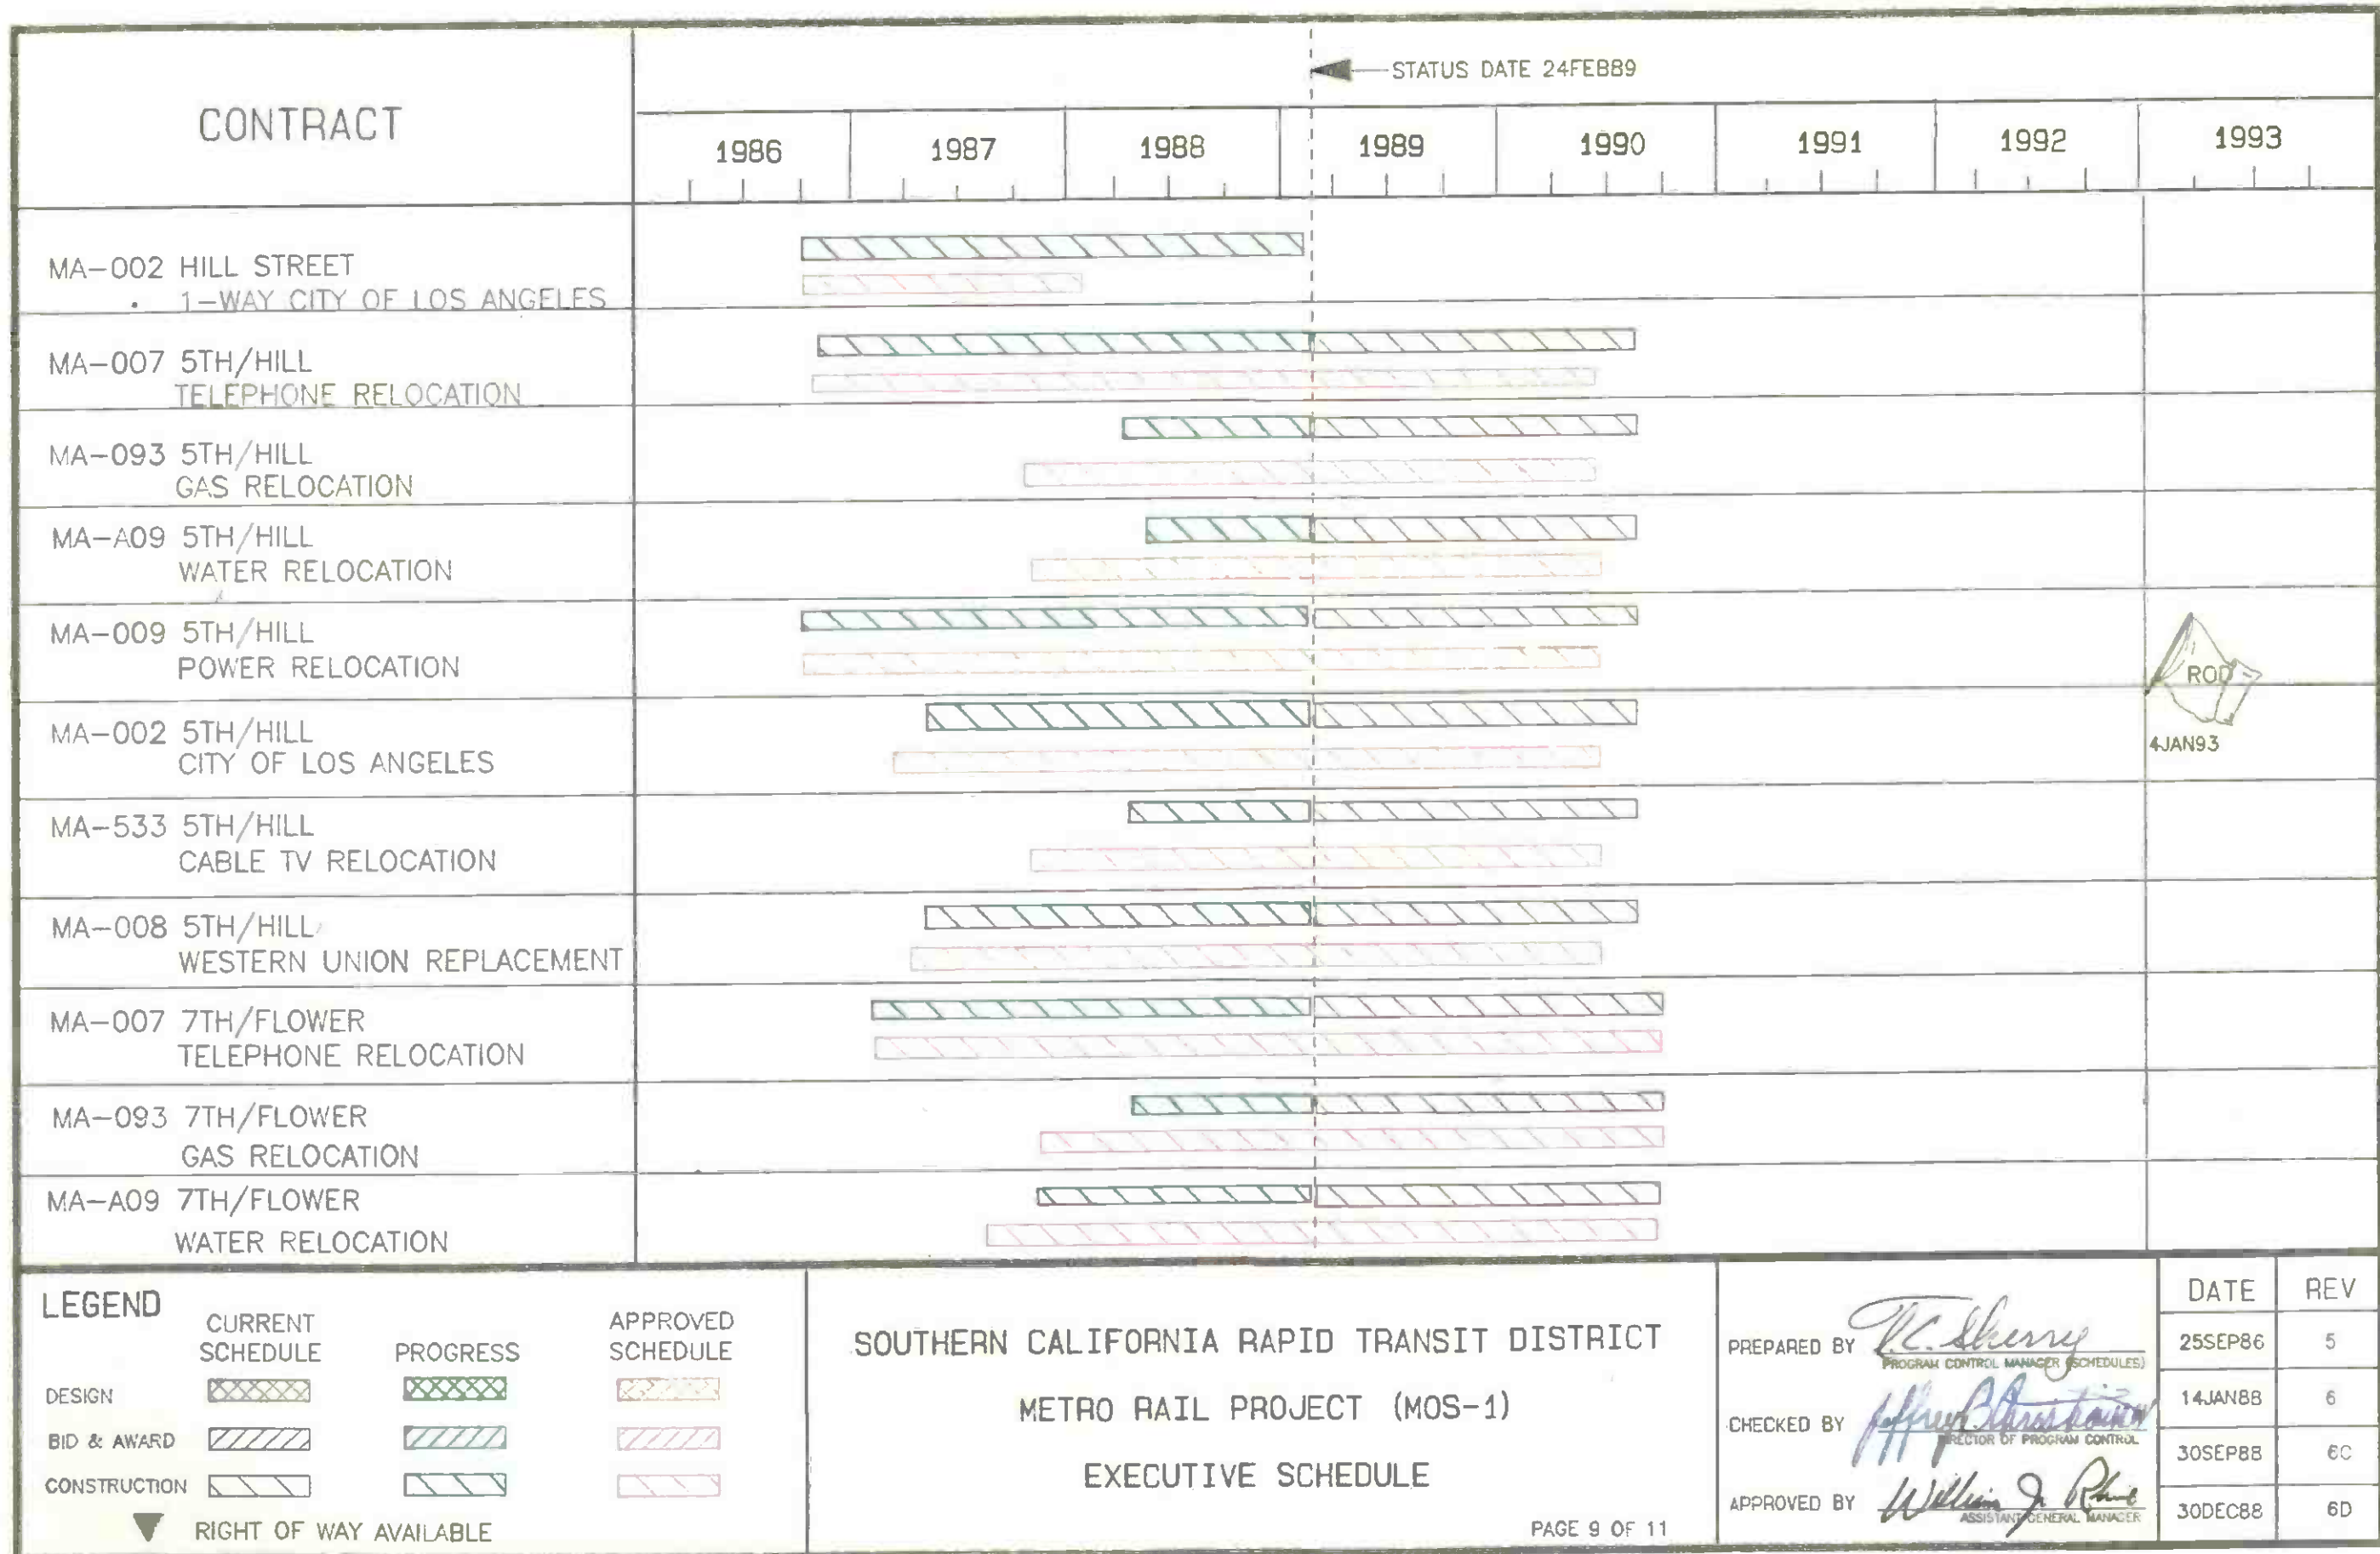 STATUS DATE 24FEB89
CONTRACT
1986 1987 1988 1989 1990 1991 1992 1993
MA-002 HILL STREET
1-WAY CITY OF LOS ANGELES
MA-007 5TH/HILL
TELEPHONE RELOCATION
MA-093 5TH/HILL
GAS RELOCATION
MA-A09 5TH/HILL
WATER RELOCATION
MA-009 5TH/HILL
POWER RELOCATION
ROD
MA-002 5TH/HILL
CITY OF LOS ANGELES
4JAN93
MA-533 5TH/HILL
CABLE TV RELOCATION
MA-008 5TH/HILL
WESTERN UNION REPLACEMENT
MA-007 7TH/FLOWER
TELEPHONE RELOCATION
MA-093 7TH/FLOWER
GAS RELOCATION
MA-A09 7TH/FLOWER
WATER RELOCATION
LEGEND
CURRENT SCHEDULE
PROGRESS
APPROVED SCHEDULE
DESIGN
BID & AWARD
CONSTRUCTION
RIGHT OF WAY AVAILABLE
SOUTHERN CALIFORNIA RAPID TRANSIT DISTRICT
METRO RAIL PROJECT (MOS-1)
EXECUTIVE SCHEDULE
PAGE 9 OF 11
PREPARED BY
PROGRAM CONTROL MANAGER (SCHEDULES)
CHECKED BY
DIRECTOR OF PROGRAM CONTROL
APPROVED BY
ASSISTANT GENERAL MANAGER
DATE REV
25SEP86 5
14JAN88 6
30SEP88 6C
30DEC88 6D